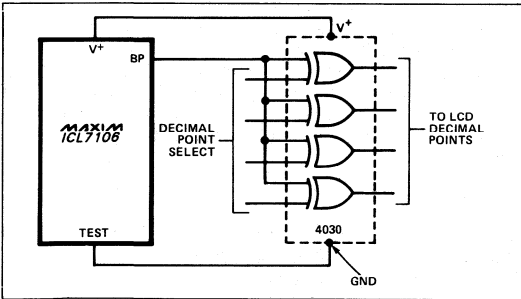 V+
V+
BP
MAXIM
ICL7106
DECIMAL
POINT
SELECT
TO LCD
DECIMAL
POINTS
TEST
4030
GND